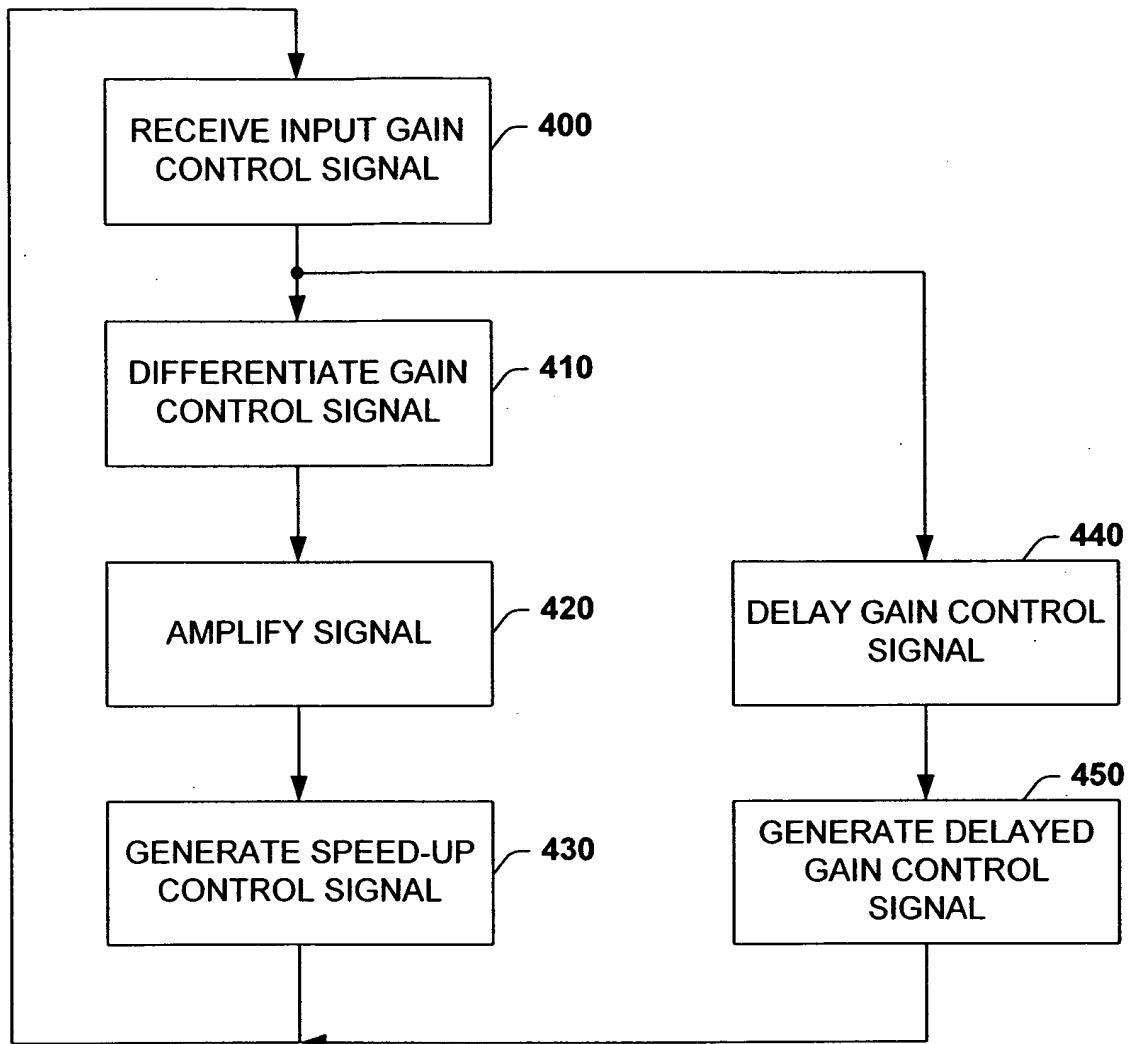 RECEIVE INPUT GAIN
CONTROL SIGNAL
400
DIFFERENTIATE GAIN
CONTROL SIGNAL
410
AMPLIFY SIGNAL
420
GENERATE SPEED-UP
CONTROL SIGNAL
430
440
DELAY GAIN CONTROL
SIGNAL
450
GENERATE DELAYED
GAIN CONTROL
SIGNAL